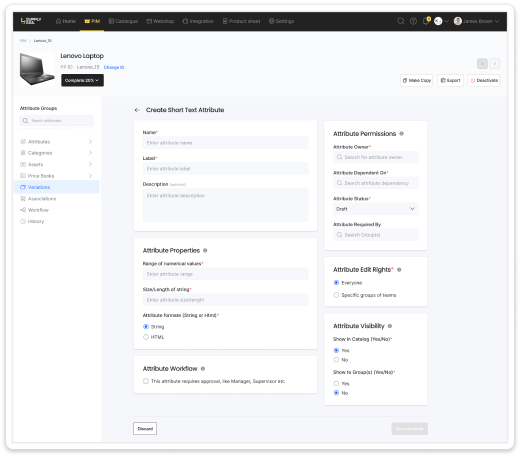 SUPPLY
Home
PIM
Catalogue
Webshop
Integration
Product sheet
Settings
James Brown
PIM
Lenovo_15
Lenovo Laptop
PP ID: Lenovo_15 Change ID
Complete 20%
Make Copy
Export
Deactivate
Attribute Groups
Search attributes
Attributes
Categories
Assets
Price Books
Variations
Associations
Workflow
History
← Create Short Text Attribute
Name*
Enter attribute name
Label*
Enter attribute label
Description (optional)
Enter attribute description
Attribute Properties
Range of numerical values*
Enter attribute range
Size/Length of string*
Enter attribute size/length
Attribute formate (String or Html)*
String
HTML
Attribute Workflow
This attribute requires approval, like Manager, Supervisor etc
Attribute Permissions
Attribute Owner*
Search for attribute owner
Attribute Dependent On*
Search attribute dependency
Attribute Status*
Draft
Attribute Required By
Search Group(s)
Attribute Edit Rights*
Everyone
Specific groups of teams
Attribute Visibility
Show in Catalog (Yes/No)*
Yes
No
Show to Group(s) (Yes/No)*
Yes
No
Discard